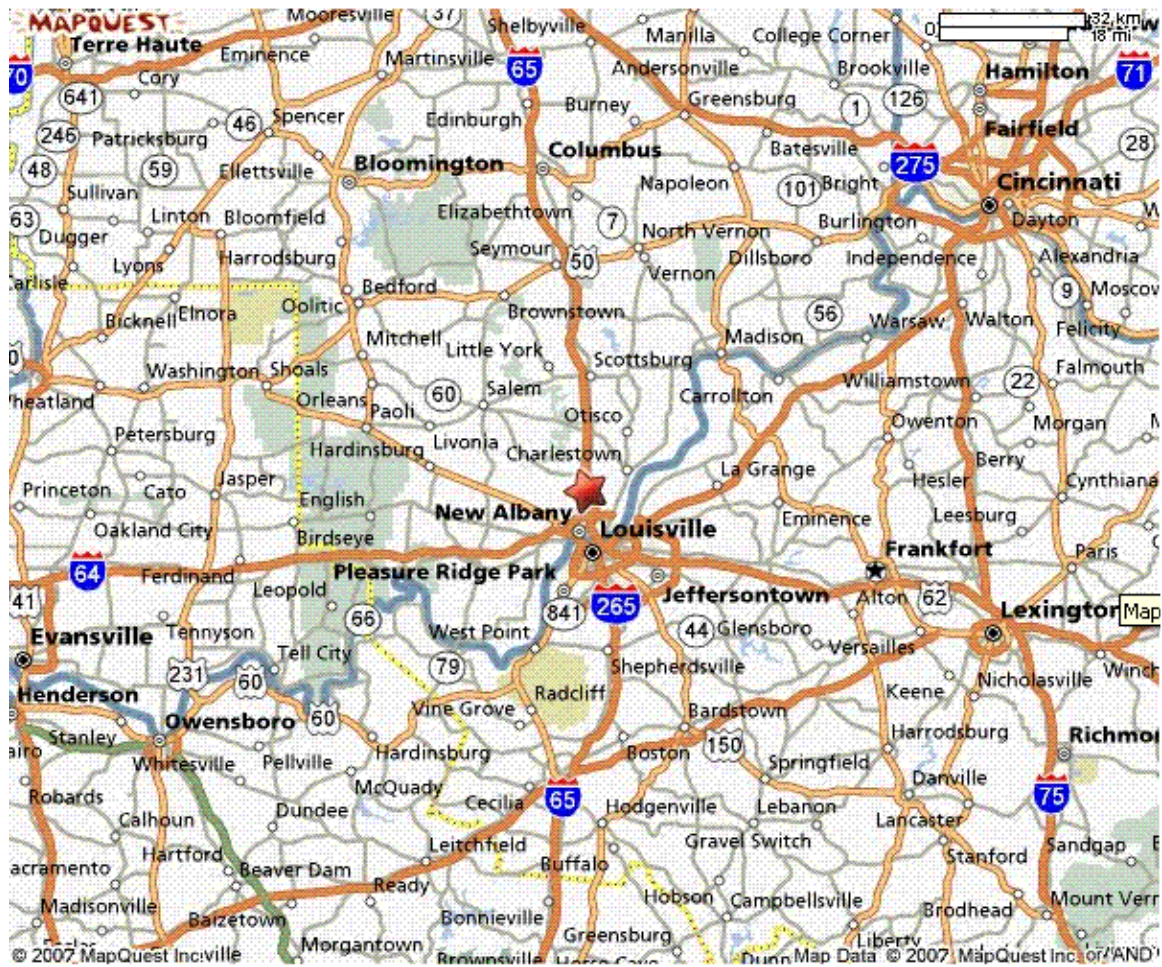 MAPQUEST.
Mooresville
37
Shelbyville
Manilla
College Corner
0
32 km
18 mi
Terre Haute
Eminence
Martinsville
65
Andersonville
Brookville
Hamilton
71
70
Cory
641
Burney
Greensburg
1
126
246
Patricksburg
46
Spencer
Edinburgh
Batesville
Fairfield
28
48
59
Ellettsville
Bloomington
Columbus
Napoleon
101
Bright
275
Cincinnati
Sullivan
63
Linton
Bloomfield
Elizabethtown
7
North Vernon
Burlington
Dayton
Dugger
Lyons
Harrodsburg
Seymour
50
Vernon
Dillsboro
Independence
Alexandria
Carlisle
Bedford
9
Moscow
Bicknell
Elnora
Oolitic
Brownstown
56
Warsaw
Walton
Felicity
Mitchell
Little York
Scottsburg
Madison
Washington
Shoals
Williamstown
Falmouth
Wheatland
Orleans
60
Salem
Otisco
Carrollton
22
Petersburg
Paoli
Livonia
Owenton
Morgan
Hardinsburg
Charlestown
La Grange
Berry
Princeton
Cato
Jasper
English
Hesler
Cynthiana
Oakland City
Birdseye
New Albany
Louisville
Eminence
Leesburg
Frankfort
Paris
64
Ferdinand
Pleasure Ridge Park
265
Jeffersontown
Alton
62
Lexington
Map
41
Leopold
66
841
44
Glensboro
Evansville
Tennyson
West Point
Versailles
231
60
Tell City
79
Shepherdsville
Winch
Henderson
Radcliff
Keene
Nicholasville
Owensboro
60
Vine Grove
Bardstown
Stanley
Hardinsburg
Boston
150
Harrodsburg
Richmon
Whitesville
Pellville
McQuady
Springfield
Danville
Robards
Cecilia
65
75
Calhoun
Dundee
Hodgenville
Lebanon
Lancaster
Hartford
Leitchfield
Gravel Switch
Stanford
Sandgap
acramento
Beaver Dam
Ready
Buffalo
Hobson
Campbellsville
Mount Vern
Madisonville
Baizetown
Bonnieville
Brodhead
Morgantown
Greensburg
Liberty
Brownsville
© 2007 MapQuest Inc.
Map Data © 2007 MapQuest Inc.